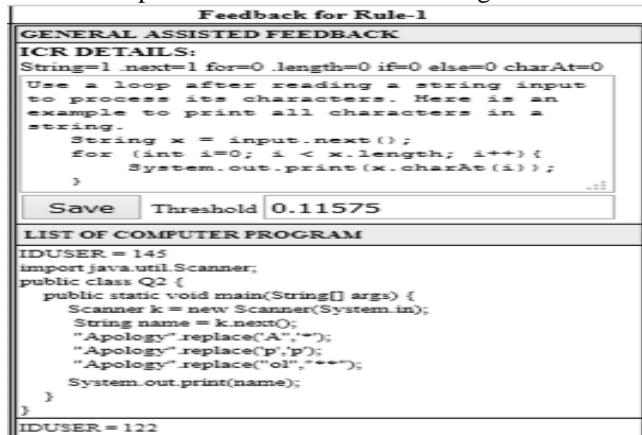 Feedback for Rule-1
GENERAL ASSISTED FEEDBACK
ICR DETAILS:
String=1 .next=1 for=0 .length=0 if=0 else=0 charAt=0
Use a loop after reading a string input
to process its characters. Here is an
example to print all characters in a
string.
String x = input.next();
for (int i=0; i < x.length; i++){
System.out.print(x.charAt(i));
}
Save Threshold 0.11575
LIST OF COMPUTER PROGRAM
IDUSER = 145
import java.util.Scanner;
public class Q2 {
public static void main(String[] args) {
Scanner k = new Scanner(System.in);
String name = k.next();
"Apology".replace('A",'*");
"Apology".replace('p','p');
"Apology".replace("ol","**");
System.out.print(name);
}
}
IDUSER = 122